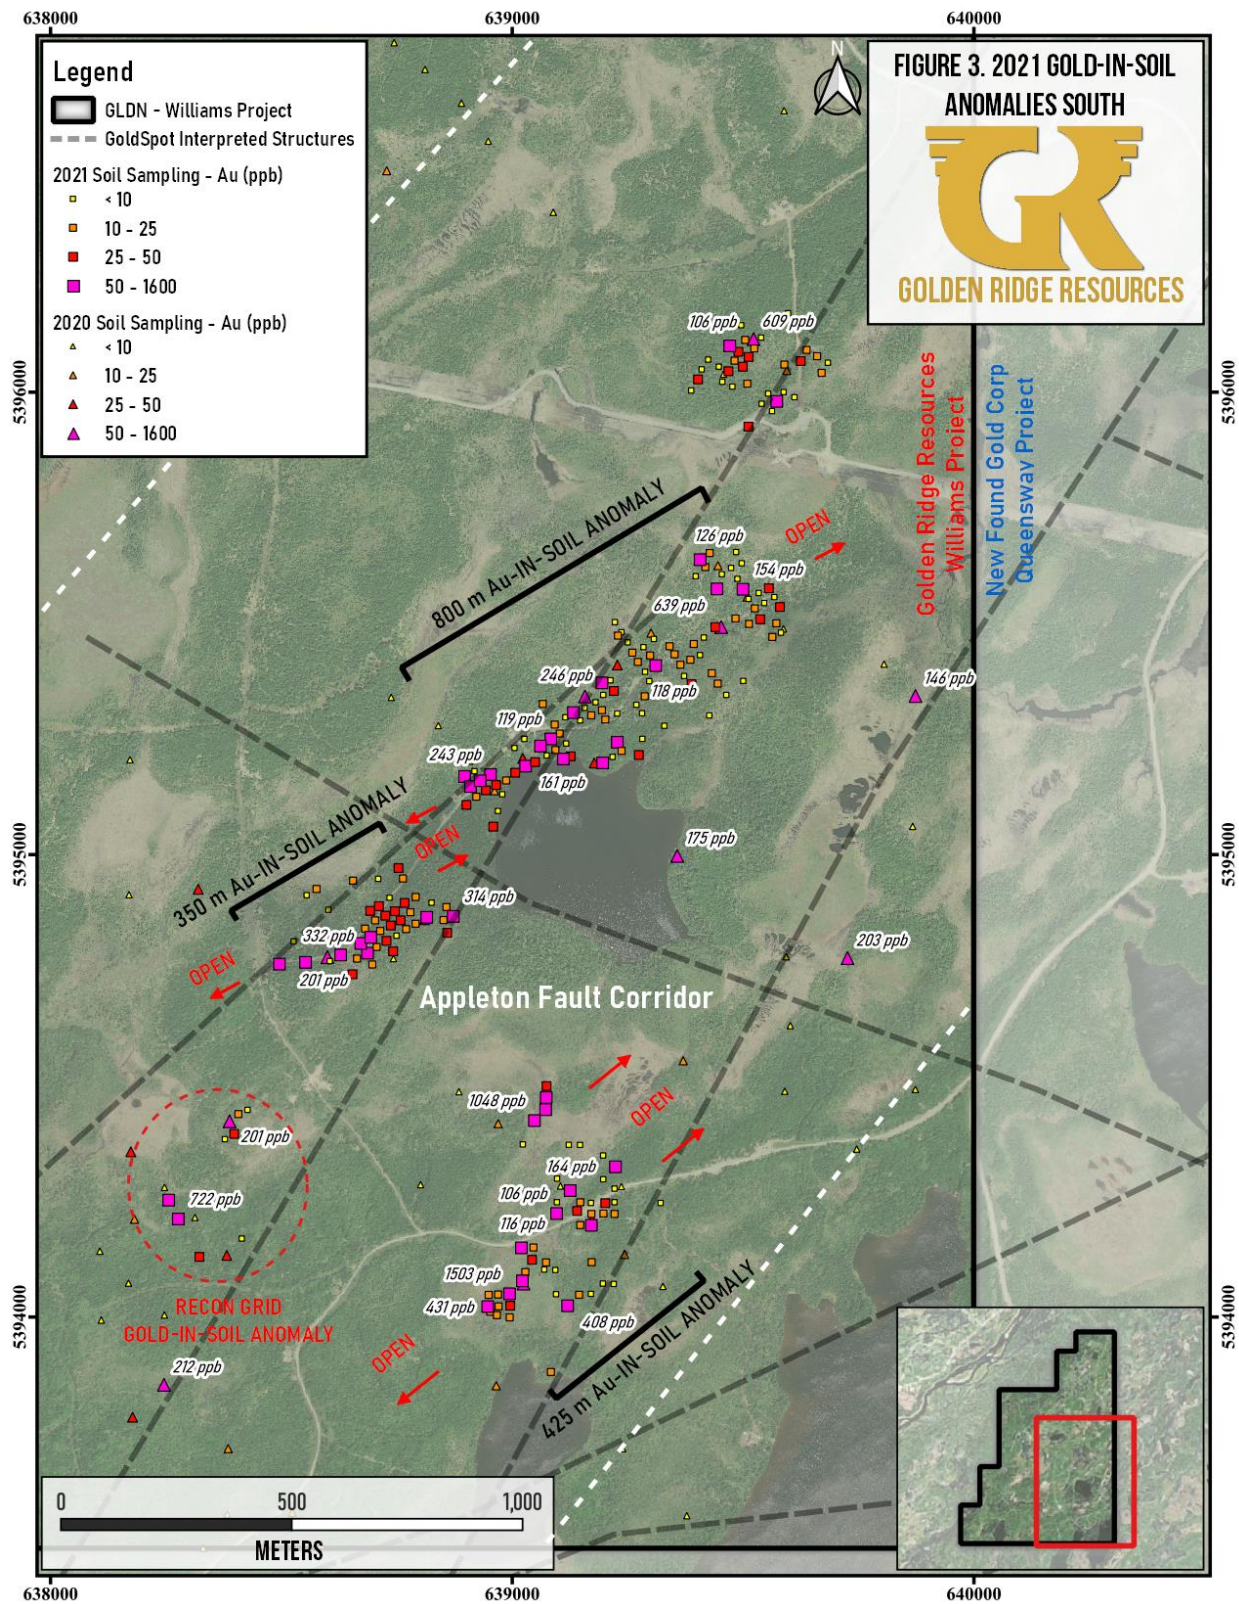 638000
639000
640000
Legend
GLDN - Williams Project
GoldSpot Interpreted Structures
2021 Soil Sampling - Au (ppb)
< 10
10 - 25
25 - 50
50 - 1600
2020 Soil Sampling - Au (ppb)
< 10
10 - 25
25 - 50
50 - 1600
N
FIGURE 3. 2021 GOLD-IN-SOIL
ANOMALIES SOUTH
GR
GOLDEN RIDGE RESOURCES
106 ppb
609 ppb
5396000
5396000
Golden Ridge Resources
Williams Project
New Found Gold Corp
Queensway Project
800 m Au-IN-SOIL ANOMALY
OPEN
126 ppb
154 ppb
639 ppb
246 ppb
118 ppb
146 ppb
119 ppb
243 ppb
161 ppb
350 m Au-IN-SOIL ANOMALY
OPEN
175 ppb
5395000
5395000
314 ppb
332 ppb
201 ppb
OPEN
203 ppb
Appleton Fault Corridor
1048 ppb
OPEN
201 ppb
164 ppb
722 ppb
106 ppb
116 ppb
1503 ppb
431 ppb
408 ppb
RECON GRID
GOLD-IN-SOIL ANOMALY
5394000
5394000
212 ppb
OPEN
425 m Au-IN-SOIL ANOMALY
0
500
1,000
METERS
638000
639000
640000